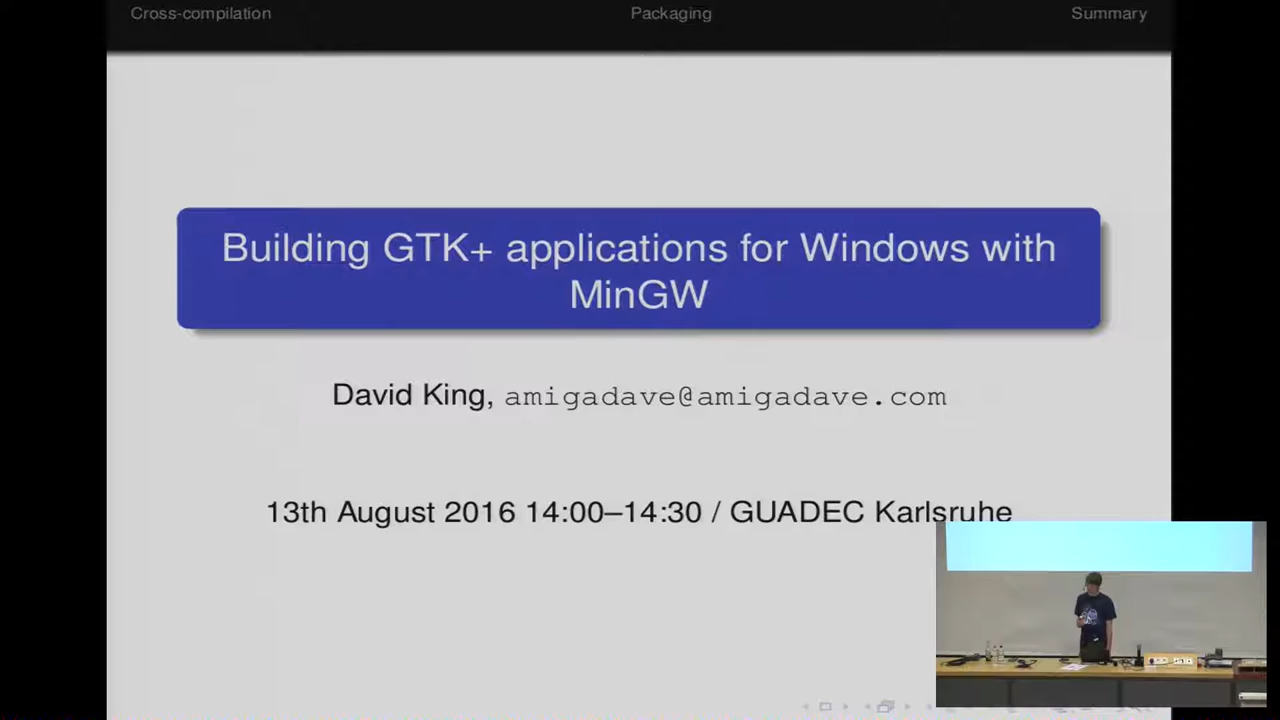 Cross-compilation
Packaging
Summary
Building GTK+ applications for Windows with
MinGW
David King, amigadave@amigadave.com
13th August 2016 14:00–14:30 / GUADEC Karlsruhe